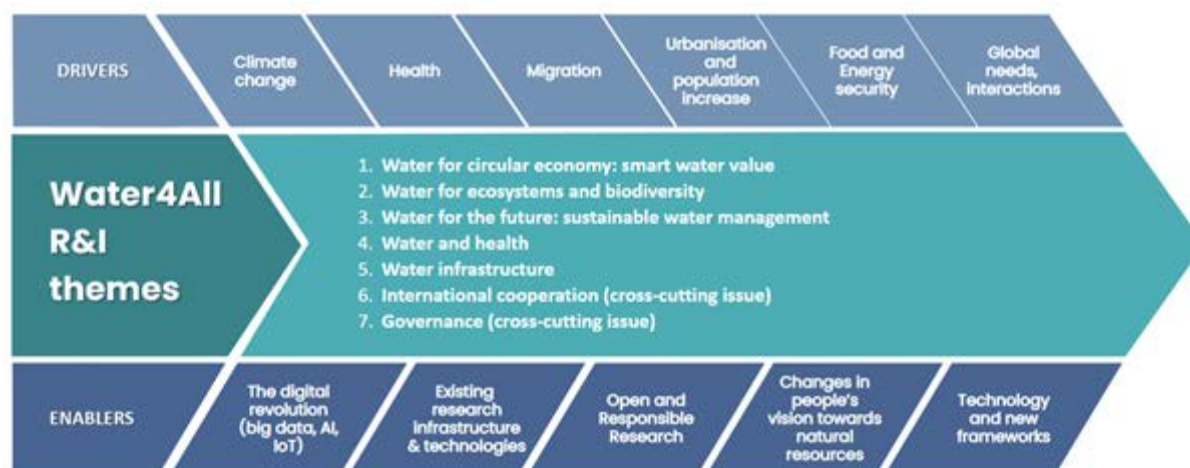 DRIVERS
Climate
change
Health
Migration
Urbanisation
and
population
increase
Food and
Energy
security
Global
needs,
interactions
Water4All
R&I
themes
1. Water for circular economy: smart water value
2. Water for ecosystems and biodiversity
3. Water for the future: sustainable water management
4. Water and health
5. Water infrastructure
6. International cooperation (cross-cutting issue)
7. Governance (cross-cutting issue)
ENABLERS
The digital
revolution
(big data, AI,
IoT)
Existing
research
infrastructure
& technologies
Open and
Responsible
Research
Changes in
people's
vision towards
natural
resources
Technology
and new
frameworks